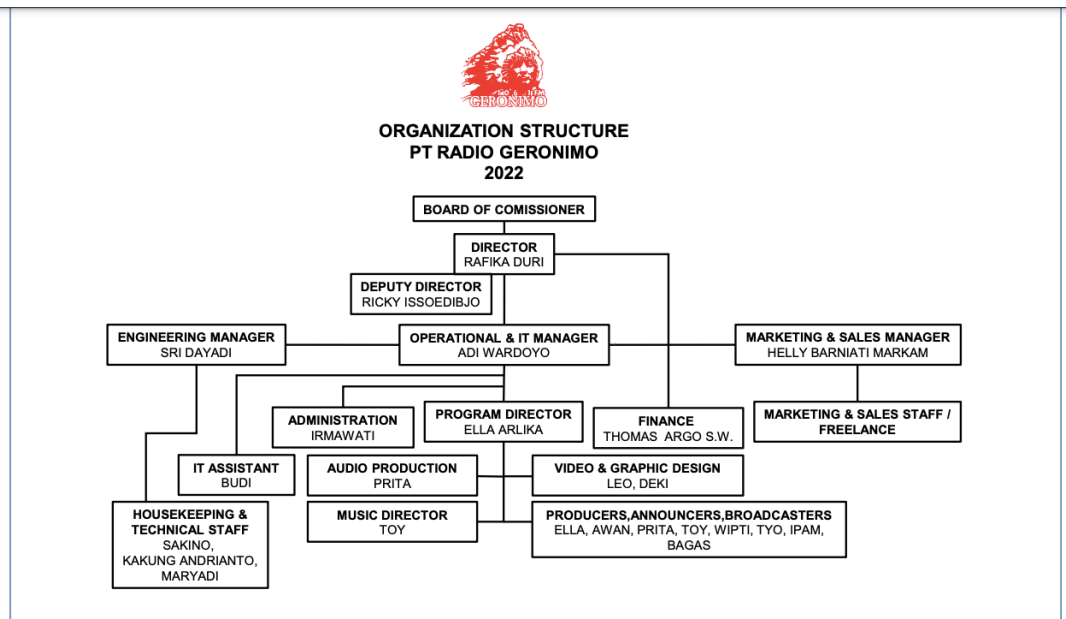 106.1 FM
GERONIMO
ORGANIZATION STRUCTURE
PT RADIO GERONIMO
2022
BOARD OF COMISSIONER
DIRECTOR
RAFIKA DURI
DEPUTY DIRECTOR
RICKY ISSOEDIBJO
ENGINEERING MANAGER
SRI DAYADI
OPERATIONAL & IT MANAGER
ADI WARDOYO
MARKETING & SALES MANAGER
HELLY BARNIATI MARKAM
ADMINISTRATION
IRMAWATI
PROGRAM DIRECTOR
ELLA ARLIKA
FINANCE
THOMAS ARGO S.W.
MARKETING & SALES STAFF /
FREELANCE
IT ASSISTANT
BUDI
AUDIO PRODUCTION
PRITA
VIDEO & GRAPHIC DESIGN
LEO, DEKI
HOUSEKEEPING &
TECHNICAL STAFF
SAKINO,
KAKUNG ANDRIANTO,
MARYADI
MUSIC DIRECTOR
TOY
PRODUCERS,ANNOUNCERS,BROADCASTERS
ELLA, AWAN, PRITA, TOY, WIPTI, TYO, IPAM,
BAGAS